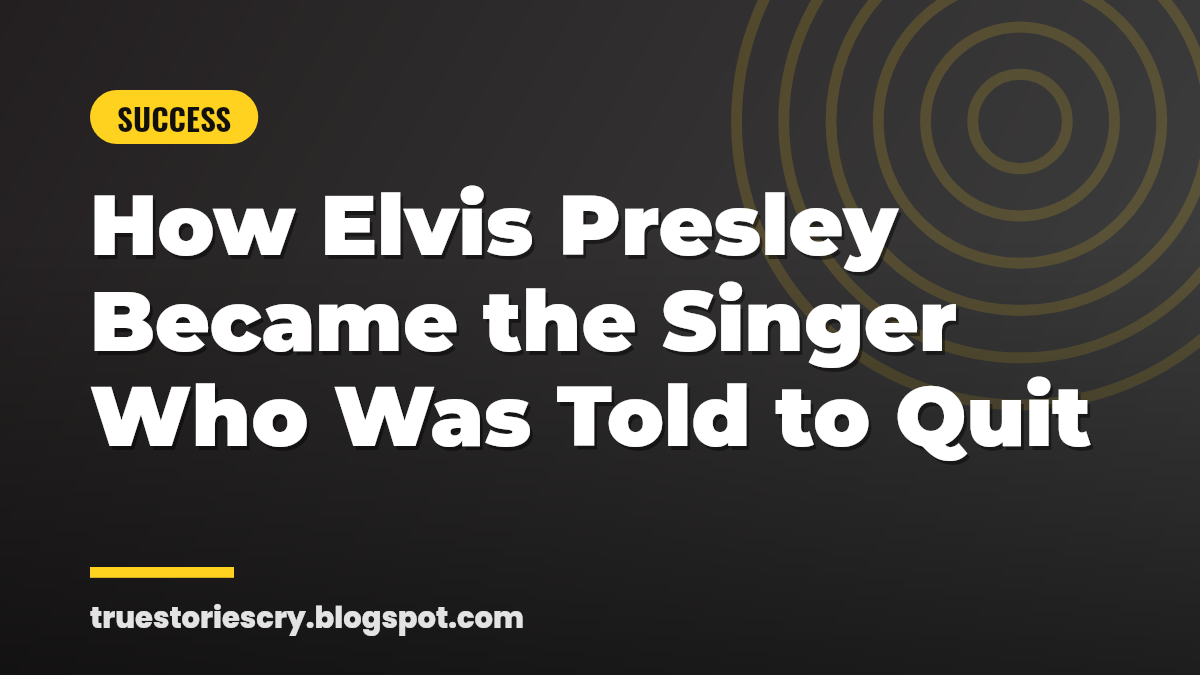 SUCCESS
How Elvis Presley
Became the Singer
Who Was Told to Quit
truestoriescry.blogspot.com